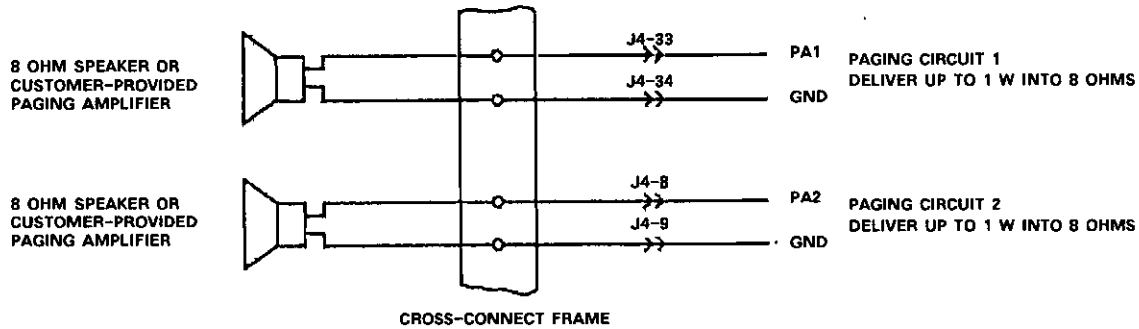 8 OHM SPEAKER OR
CUSTOMER-PROVIDED
PAGING AMPLIFIER
J4-33
PA1
J4-34
GND
PAGING CIRCUIT 1
DELIVER UP TO 1 W INTO 8 OHMS
8 OHM SPEAKER OR
CUSTOMER-PROVIDED
PAGING AMPLIFIER
J4-8
PA2
J4-9
GND
PAGING CIRCUIT 2
DELIVER UP TO 1 W INTO 8 OHMS
CROSS-CONNECT FRAME